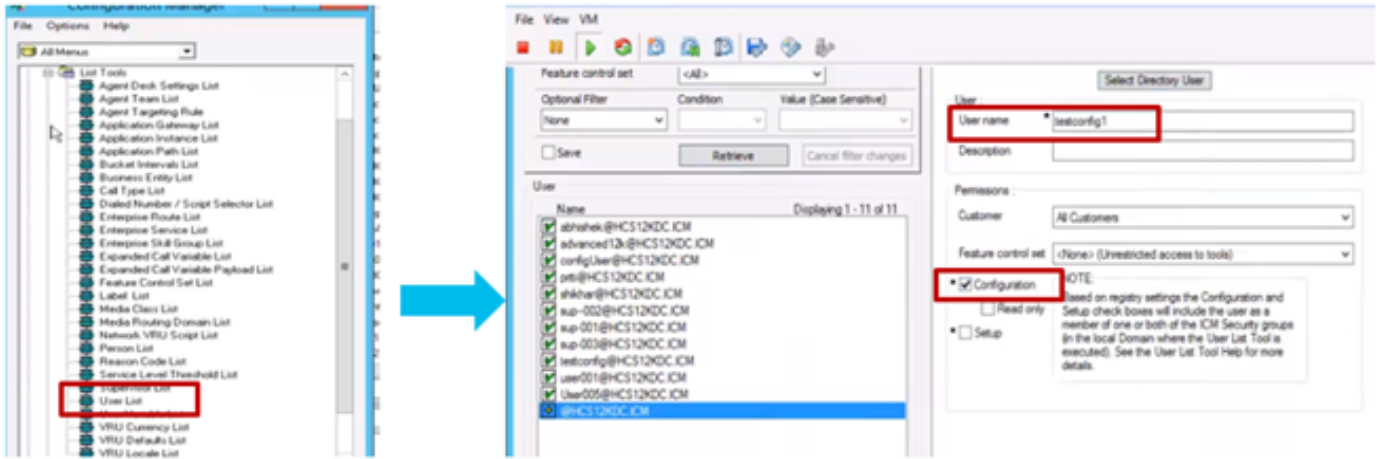 Configuration Manager
File Options Help
All Menus
List Tools
Agent Desk Settings List
Agent Team List
Agent Targeting Rule
Application Gateway List
Application Instance List
Application Path List
Bucket Intervals List
Business Entity List
Call Type List
Dialed Number / Script Selector List
Enterprise Route List
Enterprise Service List
Enterprise Skill Group List
Expanded Call Variable List
Expanded Call Variable Payload List
Feature Control Set List
Label List
Media Class List
Media Routing Domain List
Network VRU Script List
Person List
Reason Code List
Service Level Threshold List
Supervisor List
User List
VRU Currency List
VRU Defaults List
VRU Locale List
File View VM
Feature control set <All>
Optional Filter Condition Value (Case Sensitive)
None
Save Retrieve Cancel filter changes
User
Name Displaying 1 - 11 of 11
abhishek@HCS12KDC.ICM
advanced12k@HCS12KDC.ICM
configUser@HCS12KDC.ICM
priti@HCS12KDC.ICM
shikhar@HCS12KDC.ICM
sup-002@HCS12KDC.ICM
sup-001@HCS12KDC.ICM
sup-003@HCS12KDC.ICM
testconfig@HCS12KDC.ICM
user001@HCS12KDC.ICM
User005@HCS12KDC.ICM
@HCS12KDC.ICM
Select Directory User
User :
User name * testconfig1
Description
Permissions :
Customer All Customers
Feature control set <None> (Unrestricted access to tools)
* Configuration
Read only
* Setup
NOTE:
Based on registry settings the Configuration and
Setup check boxes will include the user as a
member of one or both of the ICM Security groups
(in the local Domain where the User List Tool is
executed). See the User List Tool Help for more
details.